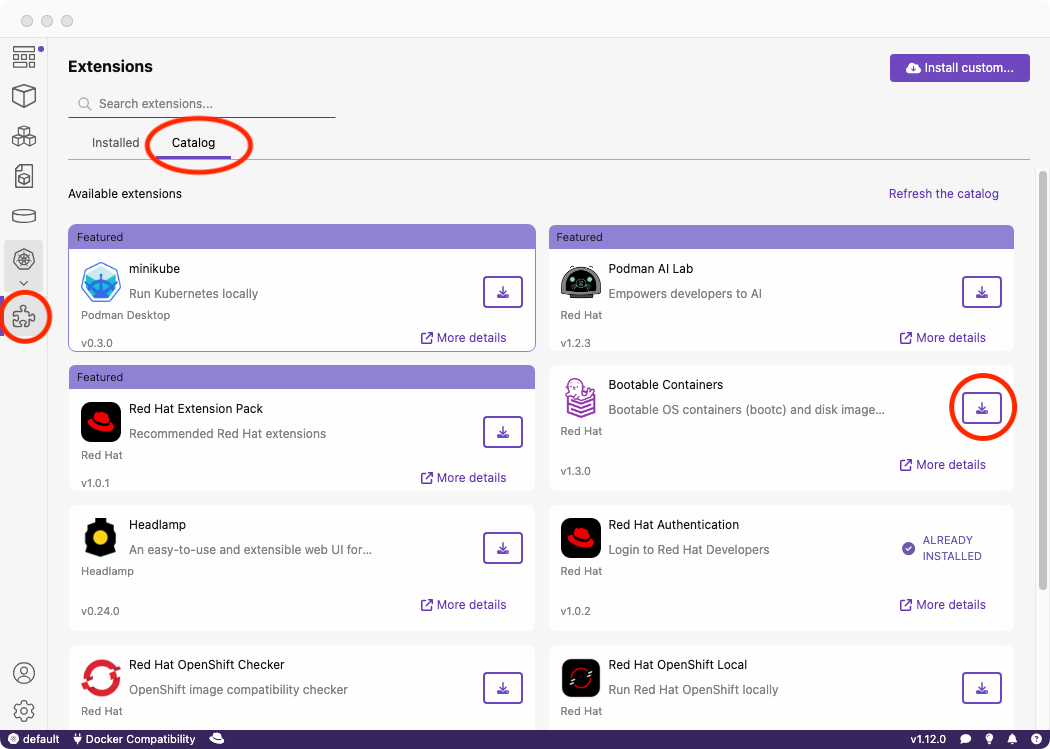 Extensions
Install custom...
Search extensions...
Installed
Catalog
Available extensions
Refresh the catalog
Featured
minikube
Run Kubernetes locally
Podman Desktop
v0.3.0
More details
Featured
Podman AI Lab
Empowers developers to AI
Red Hat
v1.2.3
More details
Featured
Red Hat Extension Pack
Recommended Red Hat extensions
Red Hat
v1.0.1
More details
Bootable Containers
Bootable OS containers (bootc) and disk image...
Red Hat
v1.3.0
More details
Headlamp
An easy-to-use and extensible web UI for...
Headlamp
v0.24.0
More details
Red Hat Authentication
Login to Red Hat Developers
Red Hat
ALREADY
INSTALLED
v1.0.2
More details
Red Hat OpenShift Checker
OpenShift image compatibility checker
Red Hat
Red Hat OpenShift Local
Run Red Hat OpenShift locally
Red Hat
default
Docker Compatibility
v1.12.0